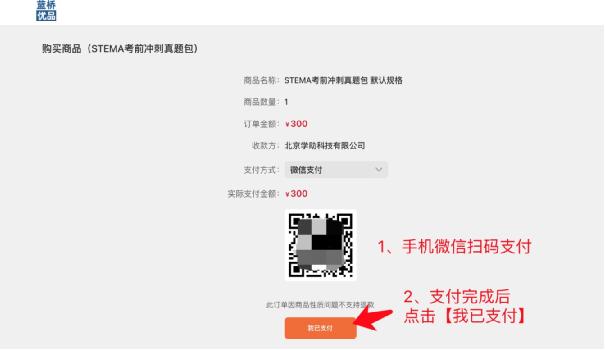 蓝桥
优品
购买商品（STEMA考前冲刺真题包）
商品名称：STEMA考前冲刺真题包 默认规格
商品数量：1
订单金额：¥300
收款方：北京学助科技有限公司
支付方式：微信支付
实际支付金额：¥300
1、手机微信扫码支付
此订单因商品性质问题不支持退款
2、支付完成后
点击【我已支付】
我已支付